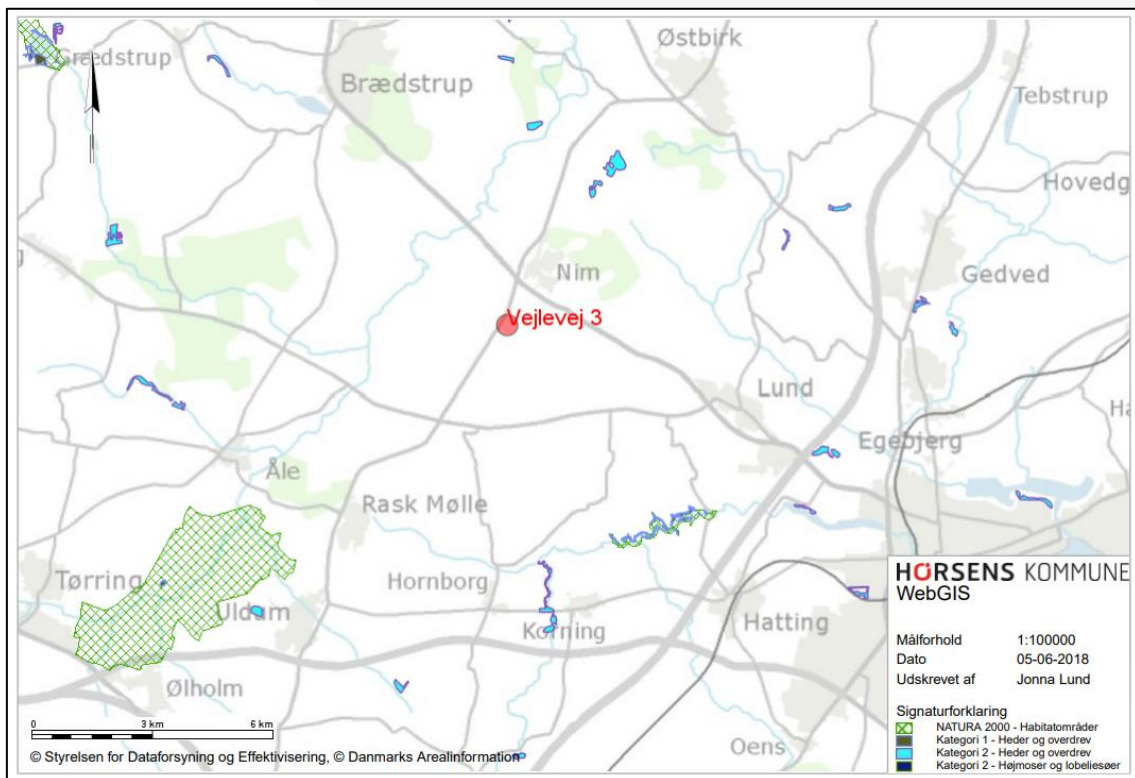 Grædstrup
Østbirk
Brædstrup
Tebstrup
Hovedg
g
Nim
Gedved
Vejlevej 3
Lund
Ha
Egebjerg
Åle
Rask Mølle
Tørring
Hornborg
Uldum
Korning
Hatting
Ølholm
Oens
HORSENS KOMMUNE
WebGIS
Målforhold 1:100000
Dato 05-06-2018
Udskrevet af Jonna Lund
Signaturforklaring
NATURA 2000 - Habitatområder
Kategori 1 - Heder og overdrev
Kategori 2 - Heder og overdrev
Kategori 2 - Højmoser og lobeliesøer
0 3 km 6 km
© Styrelsen for Dataforsyning og Effektivisering, © Danmarks Arealinformation